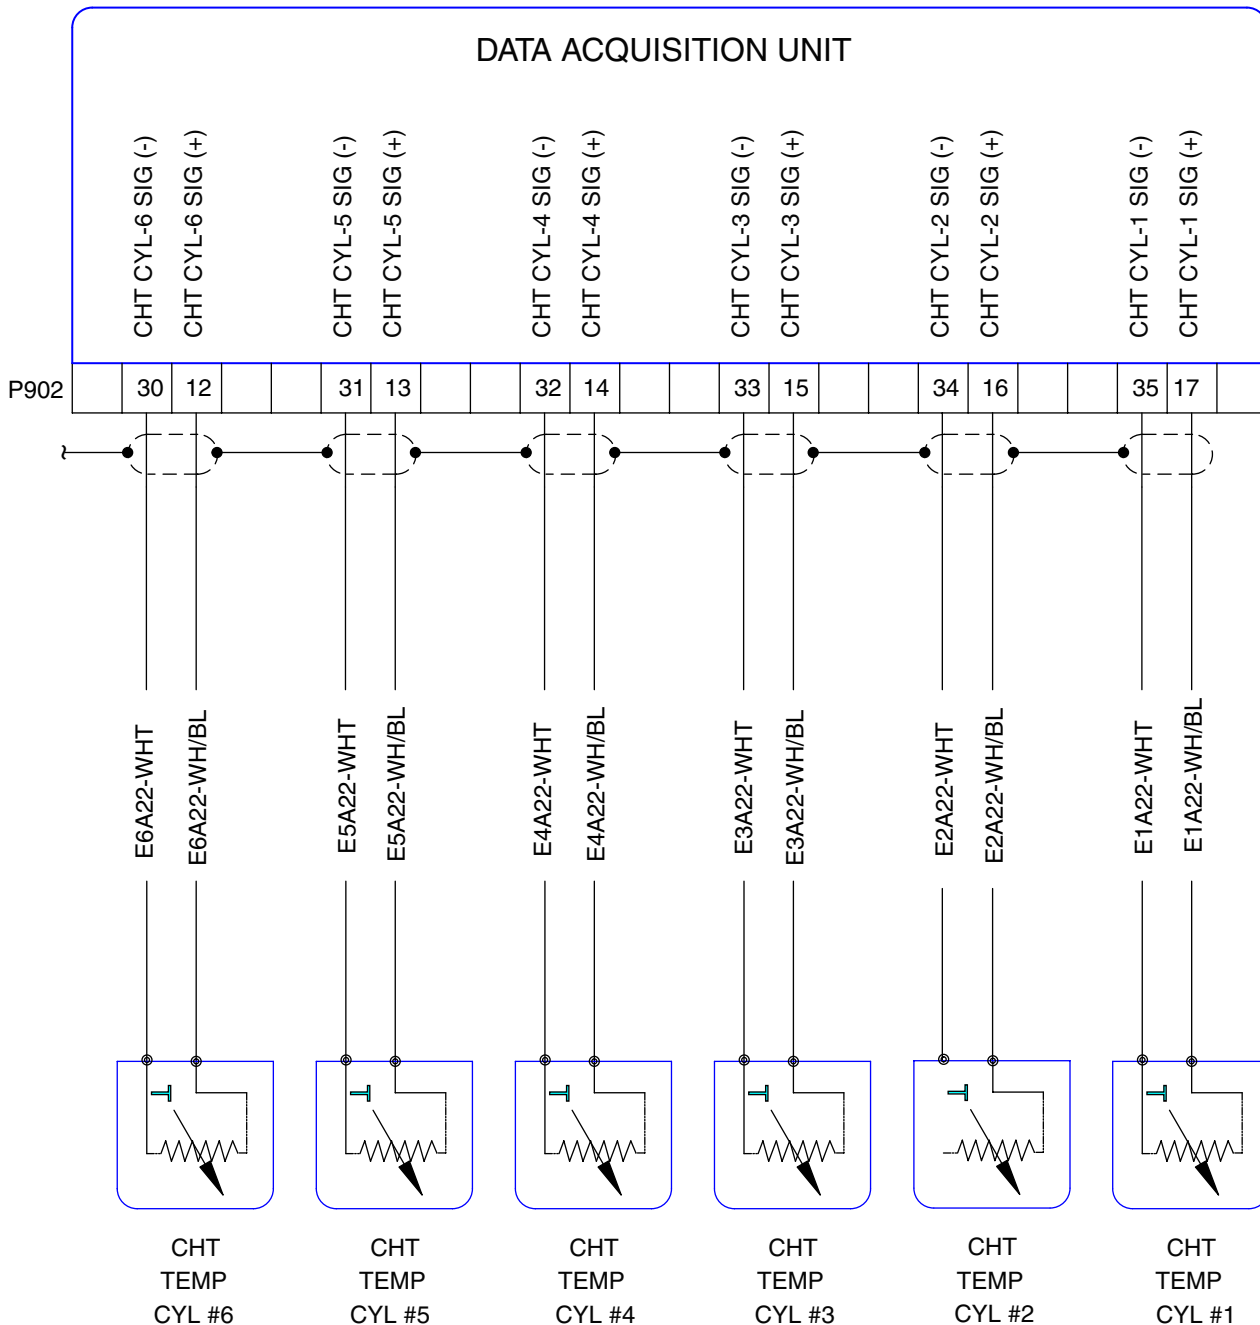 DATA ACQUISITION UNIT
CHT CYL-6 SIG (-)
CHT CYL-6 SIG (+)
CHT CYL-5 SIG (-)
CHT CYL-5 SIG (+)
CHT CYL-4 SIG (-)
CHT CYL-4 SIG (+)
CHT CYL-3 SIG (-)
CHT CYL-3 SIG (+)
CHT CYL-2 SIG (-)
CHT CYL-2 SIG (+)
CHT CYL-1 SIG (-)
CHT CYL-1 SIG (+)
P902 30 12 31 13 32 14 33 15 34 16 35 17
E6A22-WHT
E6A22-WH/BL
E5A22-WHT
E5A22-WH/BL
E4A22-WHT
E4A22-WH/BL
E3A22-WHT
E3A22-WH/BL
E2A22-WHT
E2A22-WH/BL
E1A22-WHT
E1A22-WH/BL
T T T T T T
CHT
TEMP
CYL #6
CHT
TEMP
CYL #5
CHT
TEMP
CYL #4
CHT
TEMP
CYL #3
CHT
TEMP
CYL #2
CHT
TEMP
CYL #1